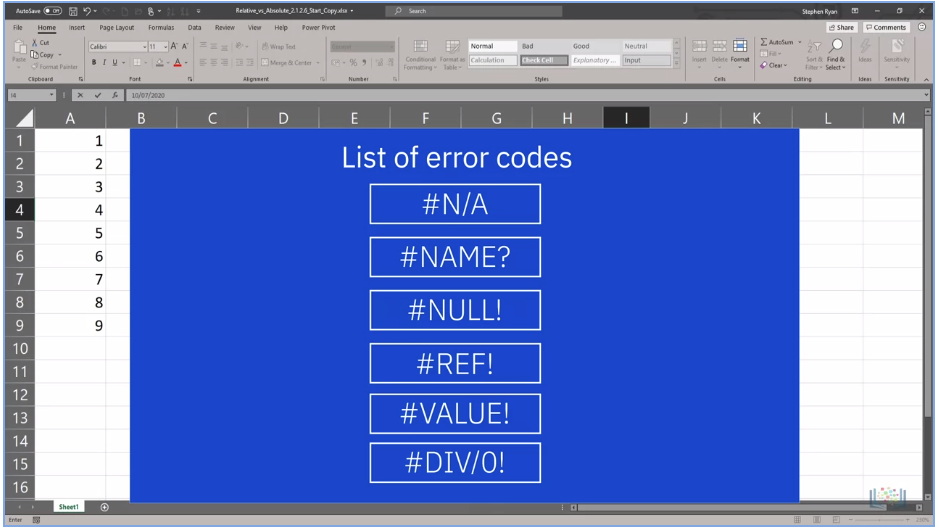 AutoSave Off Relative_vs_Absolute_2.1.2.6_Start_Copy.xlsx Search Stephen Ryan
File Home Insert Page Layout Formulas Data Review View Help Power Pivot Share Comments
Paste Cut Copy Format Painter
Calibri 11
B I U
Wrap Text
Merge & Center
Conditional Formatting
Format as Table
Normal Bad Good Neutral
Calculation Check Cell Explanatory ... Input
Insert Delete Format
AutoSum
Fill
Clear
Sort & Filter Find & Select
Ideas Sensitivity
Clipboard Font Alignment Number Styles Cells Editing Ideas Sensitivity
I4 fx 10/07/2020
A B C D E F G H I J K L M
1 1
2 2
3 3
4 4
5 5
6 6
7 7
8 8
9 9
10
11
12
13
14
15
16
List of error codes
#N/A
#NAME?
#NULL!
#REF!
#VALUE!
#DIV/0!
Sheet1
Enter